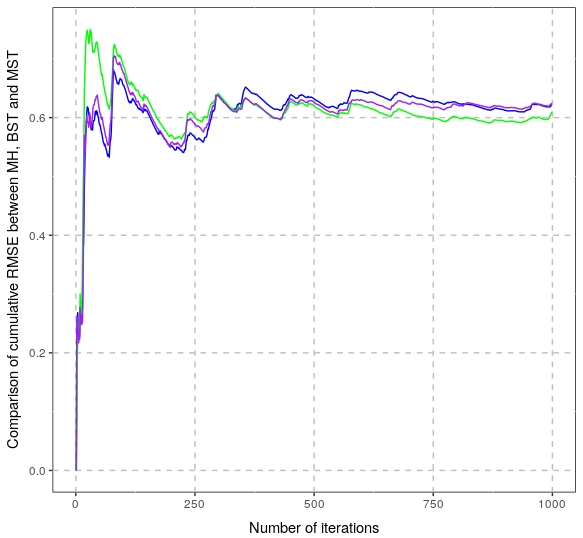 Comparison of cumulative RMSE between MH, BST and MST
0.6
0.4
0.2
0.0
0 250 500 750 1000
Number of iterations